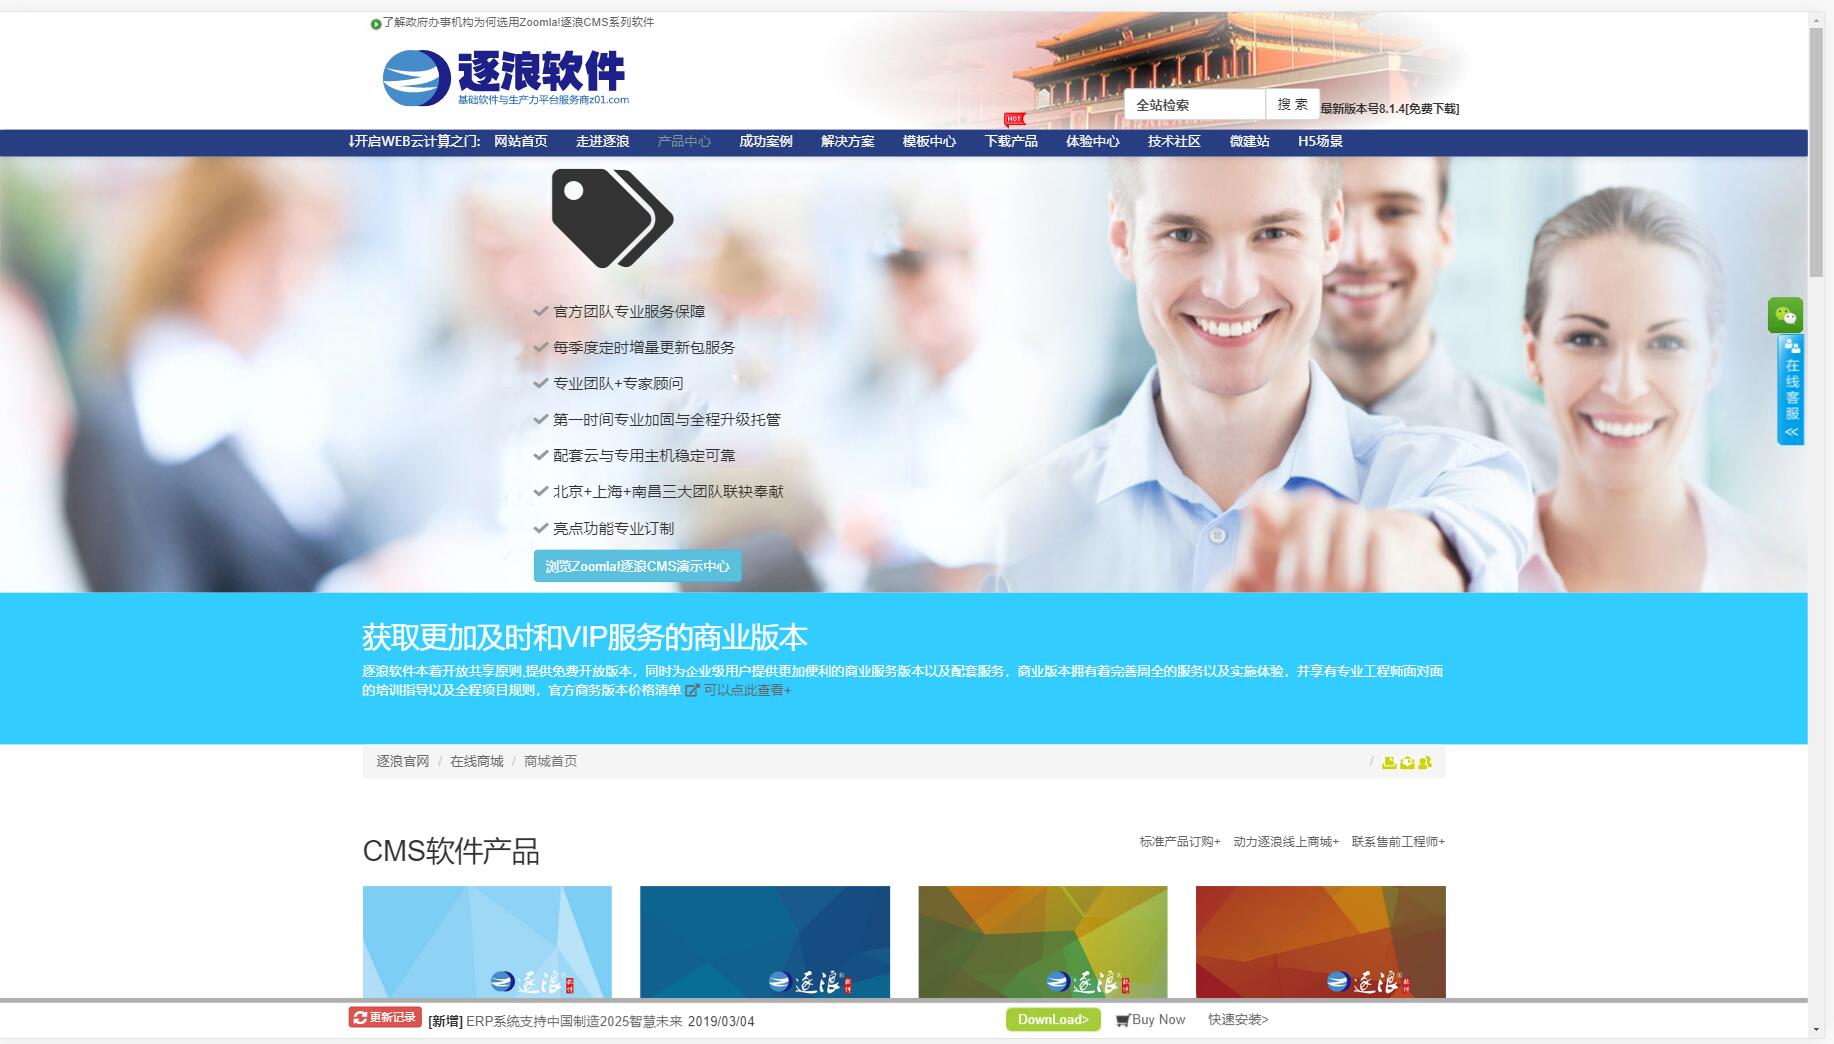 了解政府办事机构为何选用Zoomla!逐浪CMS系列软件
逐浪软件
基础软件与生产力平台服务商z01.com
全站检索
搜 索
最新版本号8.1.4[免费下载]
HOT
开启WEB云计算之门: 网站首页 走进逐浪 产品中心 成功案例 解决方案 模板中心 下载产品 体验中心 技术社区 微建站 H5场景
官方团队专业服务保障
每季度定时增量更新包服务
专业团队+专家顾问
第一时间专业加固与全程升级托管
配套云与专用主机稳定可靠
北京+上海+南昌三大团队联袂奉献
亮点功能专业订制
浏览Zoomla!逐浪CMS演示中心
在线客服
<<
获取更加及时和VIP服务的商业版本
逐浪软件本着开放共享原则,提供免费开放版本，同时为企业级用户提供更加便利的商业服务版本以及配套服务，商业版本拥有着完善周全的服务以及实施体验，并享有专业工程师面对面
的培训指导以及全程项目规则，官方商务版本价格清单 可以点此查看+
逐浪官网 / 在线商城 / 商城首页 /
CMS软件产品
标准产品订购+ 动力逐浪线上商城+ 联系售前工程师+
逐浪软件 逐浪软件 逐浪软件 逐浪软件
更新记录 [新增] ERP系统支持中国制造2025智慧未来 2019/03/04 DownLoad> Buy Now 快速安装>